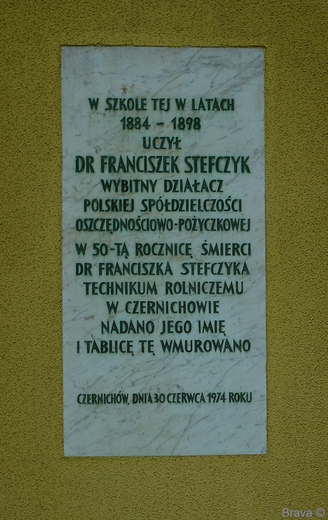 W SZKOLE TEJ W LATACH
1884 – 1898
UCZYŁ
DR FRANCISZEK STEFCZYK
WYBITNY DZIAŁACZ
POLSKIEJ SPÓŁDZIELCZOŚCI
OSZCZĘDNOŚCIOWO-POŻYCZKOWEJ
W 50-TĄ ROCZNICĘ ŚMIERCI
DR FRANCISZKA STEFCZYKA
TECHNIKUM ROLNICZEMU
W CZERNICHOWIE
NADANO JEGO IMIĘ
I TABLICĘ TĘ WMUROWANO
CZERNICHÓW, DNIA 30 CZERWCA 1974 ROKU
Brava ©